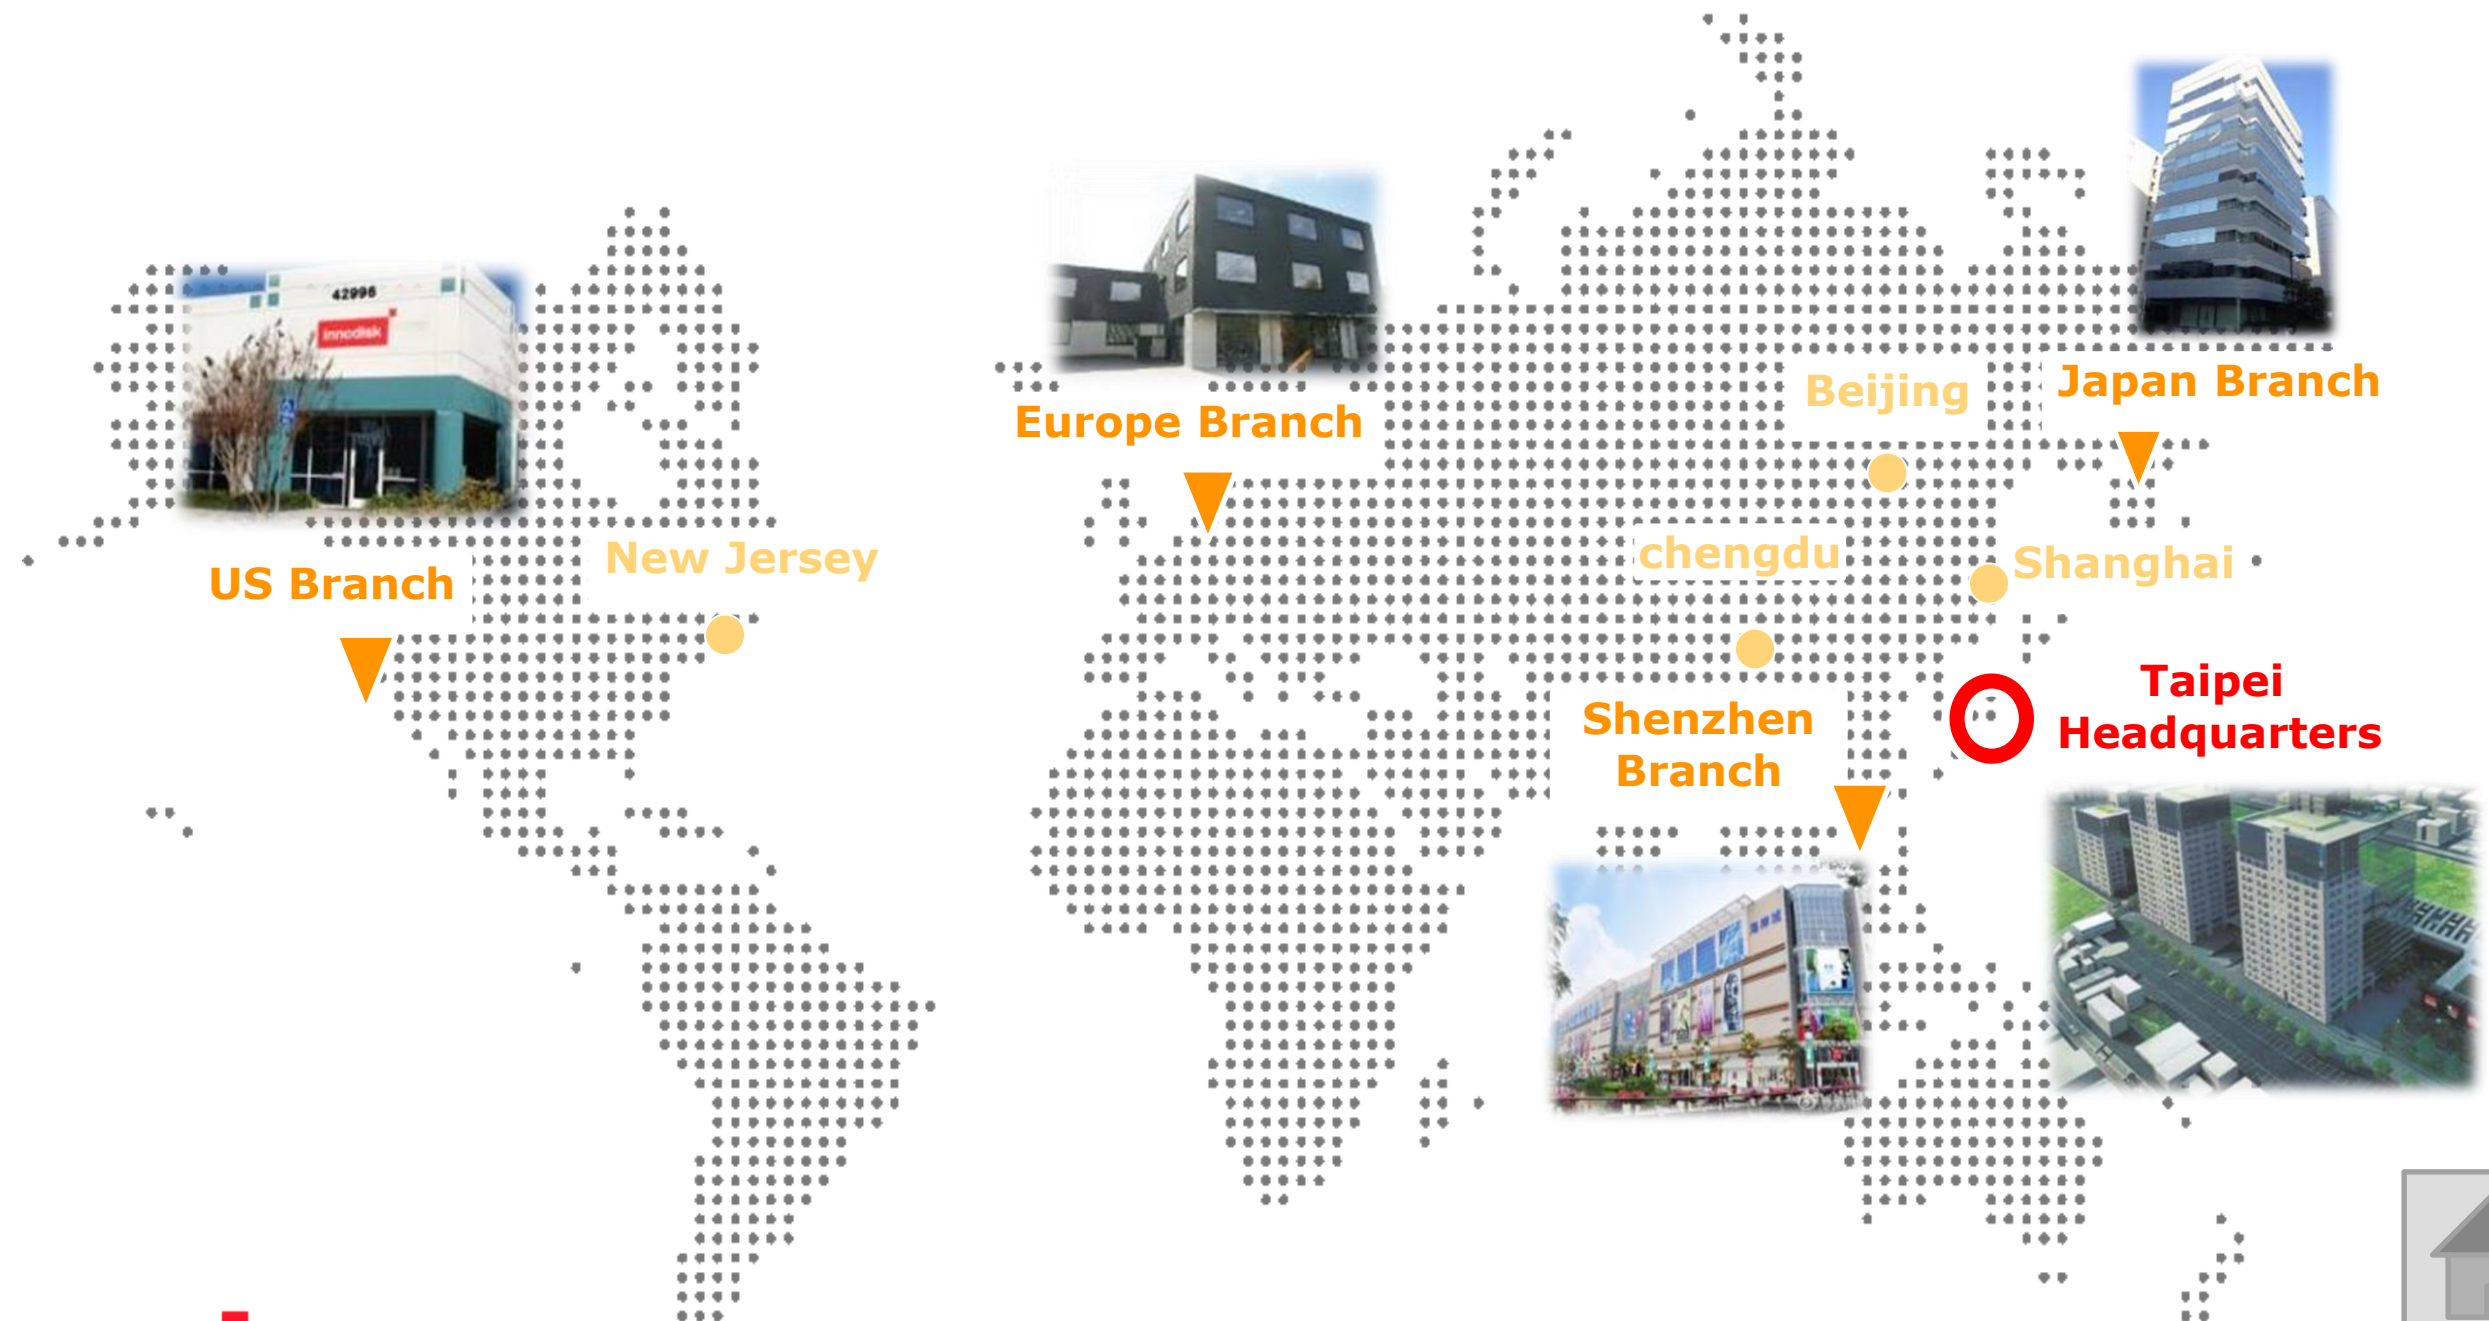 42996
innodisk
Europe Branch
Beijing
Japan Branch
US Branch
New Jersey
chengdu
Shanghai
Shenzhen
Branch
Taipei
Headquarters